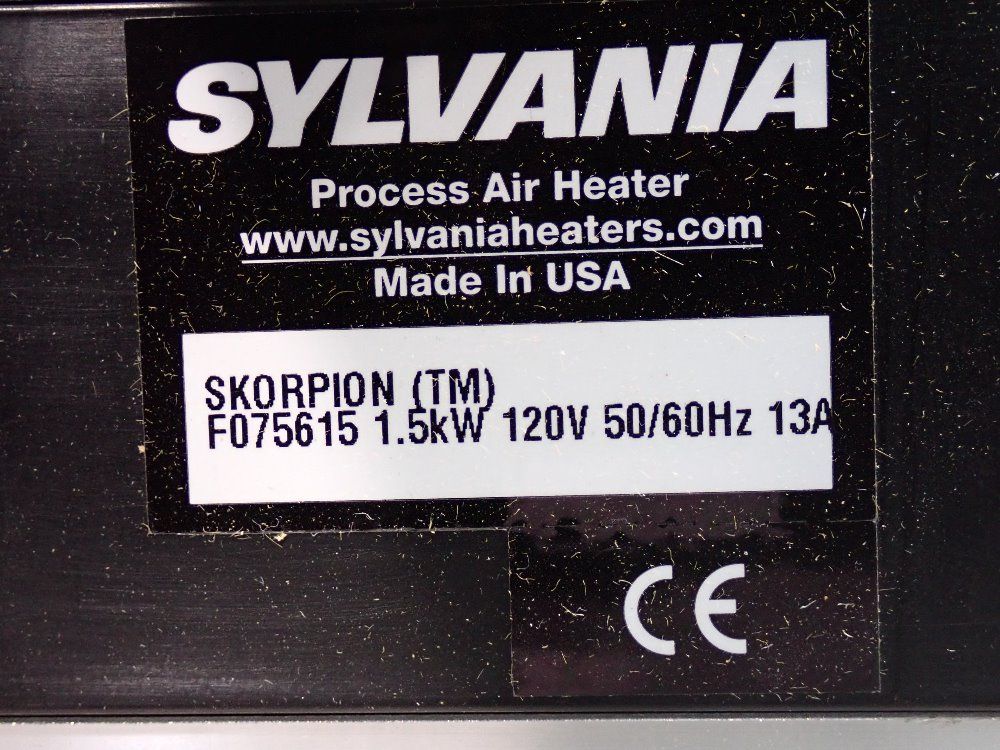 SYLVANIA
Process Air Heater
www.sylvaniaheaters.com
Made In USA
SKORPION (TM)
F075615 1.5kW 120V 50/60Hz 13A
CE